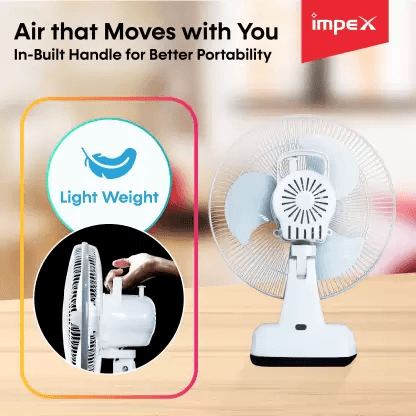 Air that Moves with You
In-Built Handle for Better Portability
impex
Light Weight